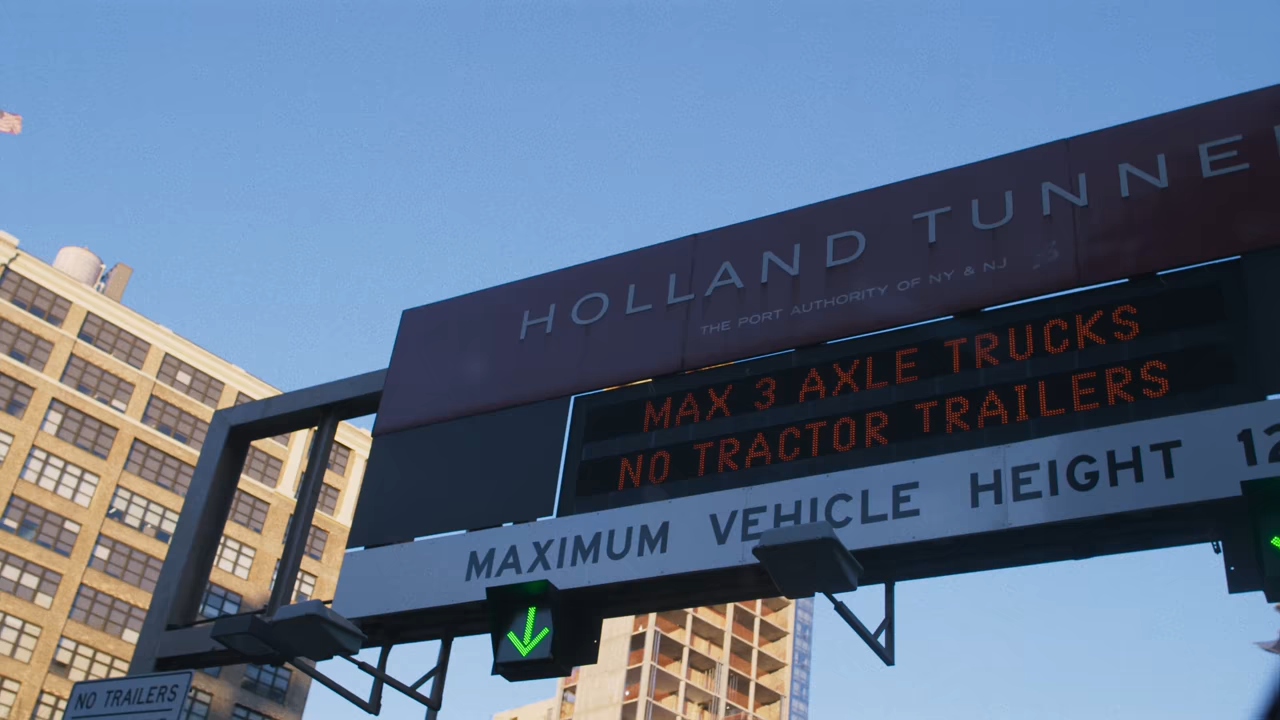 HOLLAND TUNNE
THE PORT AUTHORITY OF NY & NJ
MAX 3 AXLE TRUCKS
NO TRACTOR TRAILERS
MAXIMUM VEHICLE HEIGHT 12
NO TRAILERS